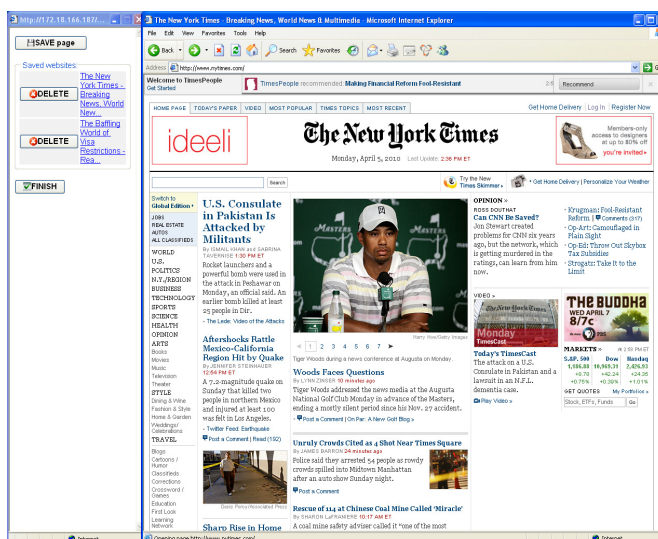 http://172.18.166.187/...
SAVE page
Saved websites:
DELETE
The New
York Times -
Breaking
News, World
New...
DELETE
The Baffling
World of
Visa
Restrictions -
Rea...
FINISH
Internet
The New York Times - Breaking News, World News & Multimedia - Microsoft Internet Explorer
File Edit View Favorites Tools Help
Back Search Favorites
Address http://www.nytimes.com/ G
Welcome to TimesPeople
Get Started
TimesPeople recommended: Making Financial Reform Fool-Resistant
Recommend
HOME PAGE TODAY'S PAPER VIDEO MOST POPULAR TIMES TOPICS MOST RECENT
Get Home Delivery Log In Register Now
ideeli
The New York Times
Monday, April 5, 2010 Last Update: 2:36 PM ET
Members-only
access to designers
at up to 80% off
you're invited
Search
Try the New
Times Skimmer
Get Home Delivery | Personalize Your Weather
Switch to
Global Edition
JOBS
REAL ESTATE
AUTOS
ALL CLASSIFIEDS
WORLD
U.S.
POLITICS
N.Y./REGION
BUSINESS
TECHNOLOGY
SPORTS
SCIENCE
HEALTH
OPINION
ARTS
Books
Movies
Music
Television
Theater
STYLE
Dining & Wine
Fashion & Style
Home & Garden
Weddings/
Celebrations
TRAVEL
Blogs
Cartoons /
Humor
Classifieds
Corrections
Crossword /
Games
Education
First Look
Learning
Network
U.S. Consulate
in Pakistan Is
Attacked by
Militants
By ISMAIL KHAN and SABRINA
TAVERNISE 1:30 PM ET
Rocket launchers and a
powerful bomb were used in
the attack in Peshawar on
Monday, an official said. An
earlier bomb killed at least
25 people in Dir.
The Lede: Video of the Attacks
Aftershocks Rattle
Mexico-California
Region Hit by Quake
By JENNIFER STEINHAUER
12:54 PM ET
A 7.2-magnitude quake on
Sunday that killed two
people in northern Mexico
and injured at least 100
was felt in Los Angeles.
Twitter Feed: Earthquake
Post a Comment | Read (192)
Sharp Rise in Home
MASTERS
Harry How/Getty Images
1 2 3 4 5 6 7
Tiger Woods during a news conference at Augusta on Monday.
Woods Faces Questions
By LYNN ZINSER 10 minutes ago
Tiger Woods addressed the news media at the Augusta
National Golf Club Monday in advance of the Masters,
ending a mostly silent period since his Nov. 27 accident.
Post a Comment | On Par: A New Golf Blog
Unruly Crowds Cited as 4 Shot Near Times Square
By JAMES BARRON 24 minutes ago
Police said they arrested 54 people as rowdy
crowds spilled into Midtown Manhattan
after an auto show Sunday night.
Post a Comment
Rescue of 114 at Chinese Coal Mine Called 'Miracle'
By SHARON LaFRANIERE 10:17 AM ET
A coal mine safety adviser called it "one of the most
OPINION »
ROSS DOUTHAT
Can CNN Be Saved?
Jon Stewart created
problems for CNN six years
ago, but the network, which
is getting murdered in the
ratings, can learn from him
now.
Krugman: Fool-Resistant
Reform | Comments (317)
Op-Art: Camouflaged in
Plain Sight
Op-Ed: Throw Out Skybox
Tax Subsidies
Strogatz: Take It to the
Limit
VIDEO »
The New York Times
Monday
TimesCast
Today's TimesCast
The attack on a U.S.
Consulate in Pakistan and a
lawsuit in an N.F.L.
dementia case.
Play Video »
THE BUDDHA
WED APRIL 7
8/7c
PBS
MARKETS » At 2:58 PM ET
S.&P. 500 Dow Nasdaq
+0.75% +0.39% +1.01%
GET QUOTES My Portfolios »
Stock, ETFs, Funds Go
Opening page http://www.nytimes.com/
Internet